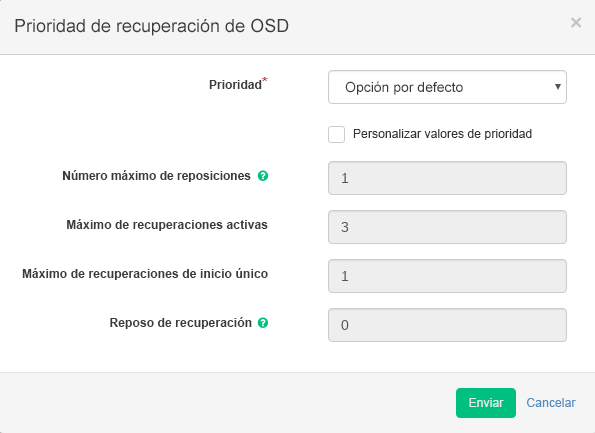 Prioridad de recuperación de OSD
×
Prioridad*
Opción por defecto
Personalizar valores de prioridad
Número máximo de reposiciones ?
1
Máximo de recuperaciones activas
3
Máximo de recuperaciones de inicio único
1
Reposo de recuperación ?
0
Enviar Cancelar